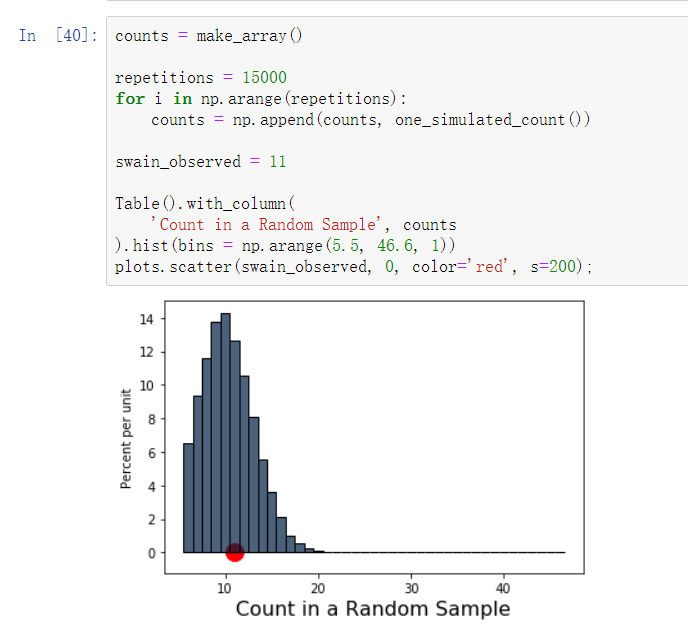 In [40]:
counts = make_array()
repetitions = 15000
for i in np.arange(repetitions):
    counts = np.append(counts, one_simulated_count())
swain_observed = 11
Table().with_column(
    'Count in a Random Sample', counts
).hist(bins = np.arange(5.5, 46.6, 1))
plots.scatter(swain_observed, 0, color='red', s=200);
14
12
10
8
6
4
2
0
Percent per unit
10 20 30 40
Count in a Random Sample